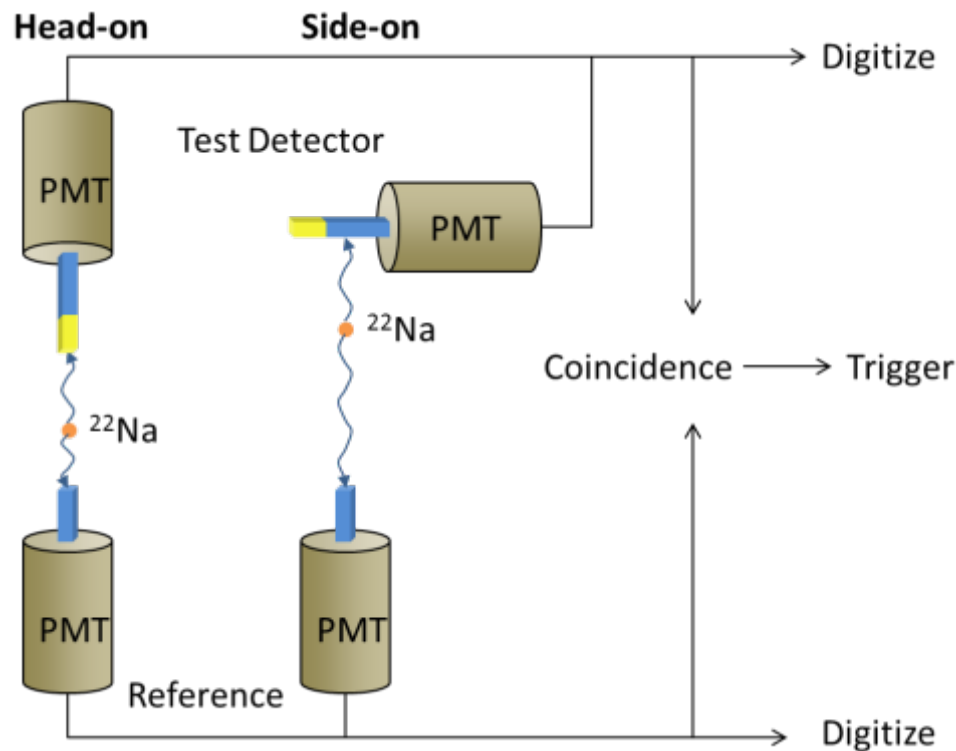 Head-on
Side-on
Digitize
Test Detector
PMT
PMT
²²Na
Coincidence
Trigger
²²Na
PMT
PMT
Reference
Digitize